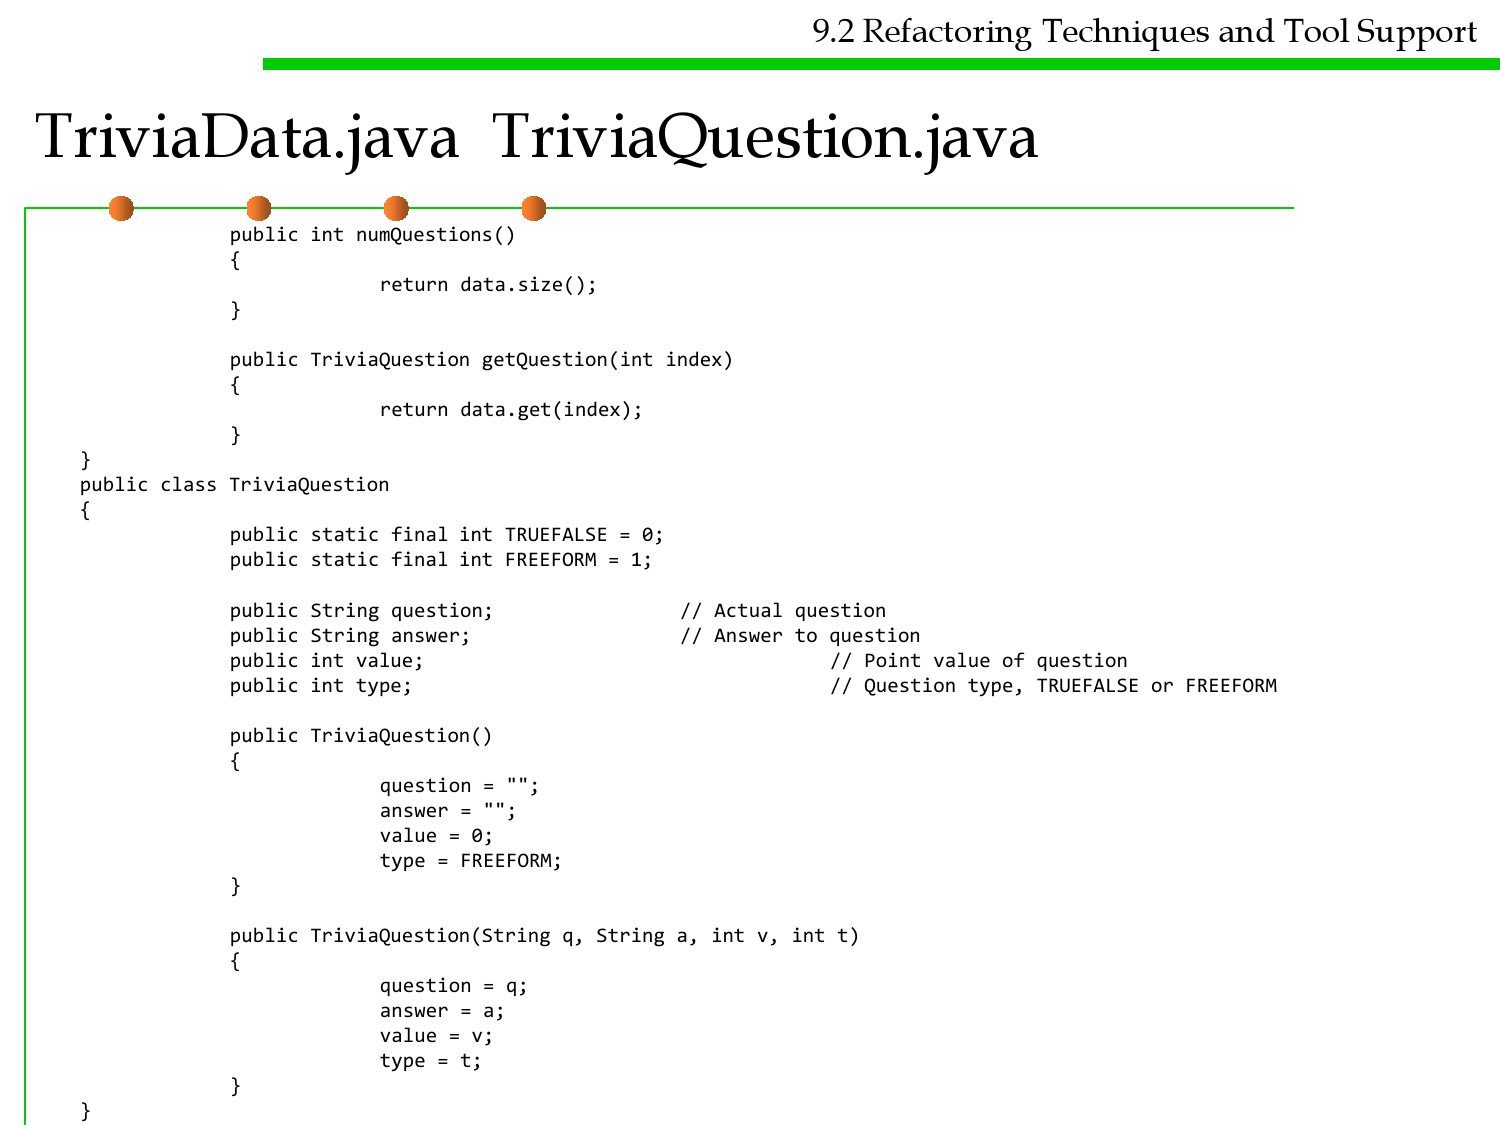 9.2 Refactoring Techniques and Tool Support
TriviaData.java TriviaQuestion.java
public int numQuestions()
{
return data.size();
}
public TriviaQuestion getQuestion(int index)
{
return data.get(index);
}
}
public class TriviaQuestion
{
public static final int TRUEFALSE = 0;
public static final int FREEFORM = 1;
public String question; // Actual question
public String answer; // Answer to question
public int value; // Point value of question
public int type; // Question type, TRUEFALSE or FREEFORM
public TriviaQuestion()
{
question = "";
answer = "";
value = 0;
type = FREEFORM;
}
public TriviaQuestion(String q, String a, int v, int t)
{
question = q;
answer = a;
value = v;
type = t;
}
}